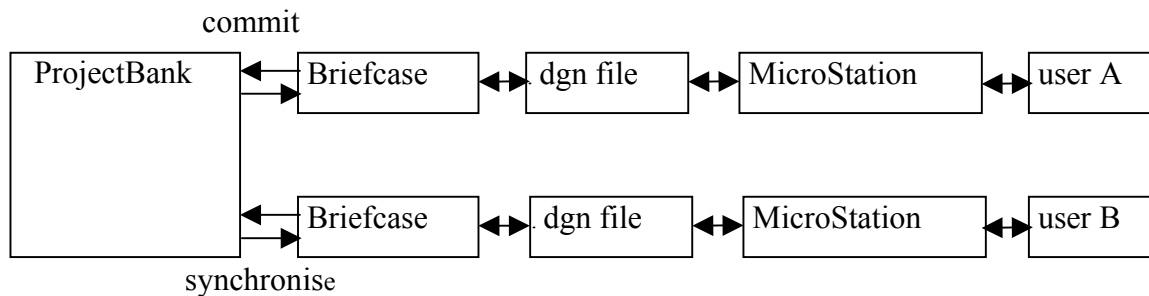 commit
ProjectBank
Briefcase
dgn file
MicroStation
user A
Briefcase
dgn file
MicroStation
user B
synchronise